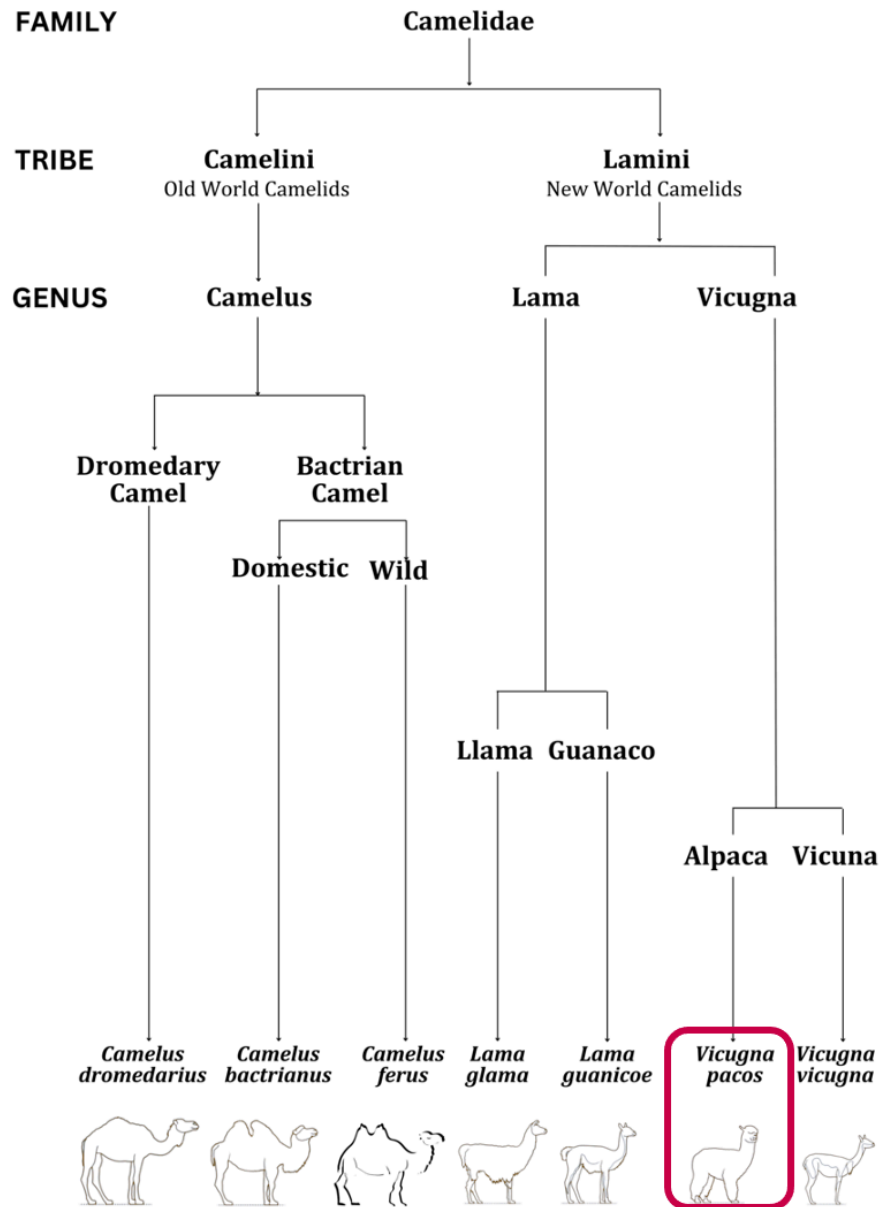 FAMILY
Camelidae
TRIBE
Camelini
Lamini
Old World Camelids
New World Camelids
GENUS
Camelus
Lama
Vicugna
Dromedary
Camel
Bactrian
Camel
Domestic
Wild
Llama
Guanaco
Alpaca
Vicuna
Camelus
dromedarius
Camelus
bactrianus
Camelus
ferus
Lama
glama
Lama
guanicoe
Vicugna
pacos
Vicugna
vicugna